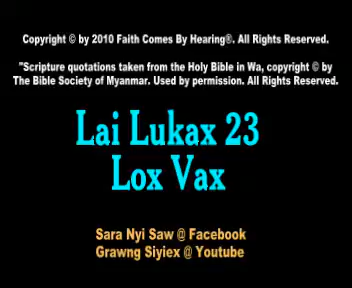 Copyright © by 2010 Faith Comes By Hearing®. All Rights Reserved.
"Scripture quotations taken from the Holy Bible in Wa, copyright © by
The Bible Society of Myanmar. Used by permission. All Rights Reserved.
Lai Lukax 23
Lox Vax
Sara Nyi Saw @ Facebook
Grawng Siyiex @ Youtube